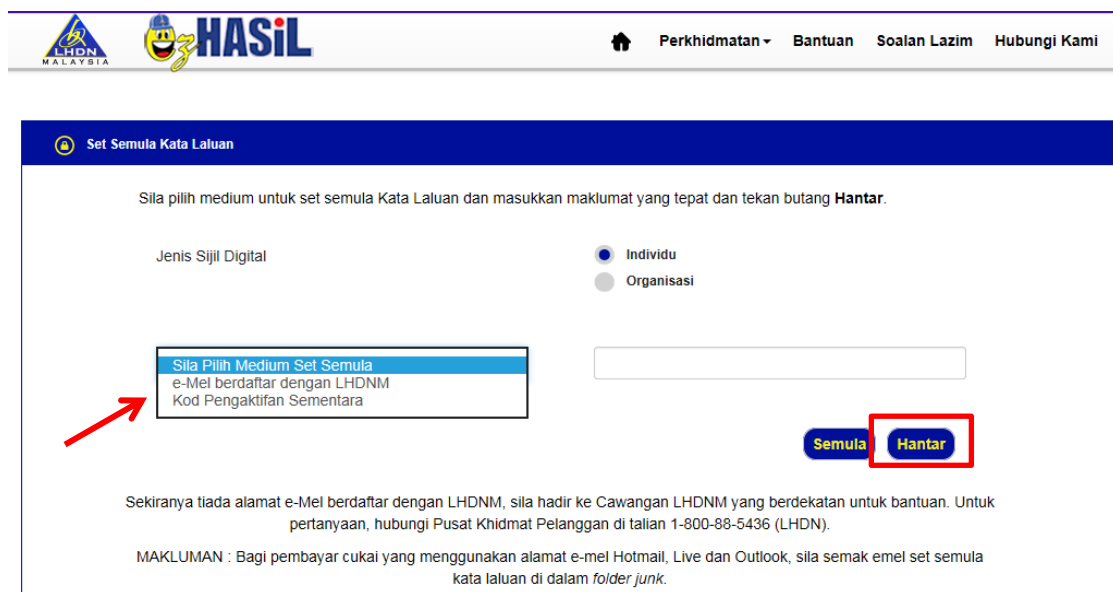 LHDN
MALAYSIA
ezHASiL
Perkhidmatan
Bantuan
Soalan Lazim
Hubungi Kami
Set Semula Kata Laluan
Sila pilih medium untuk set semula Kata Laluan dan masukkan maklumat yang tepat dan tekan butang Hantar.
Jenis Sijil Digital
Individu
Organisasi
Sila Pilih Medium Set Semula
e-Mel berdaftar dengan LHDNM
Kod Pengaktifan Sementara
Semula
Hantar
Sekiranya tiada alamat e-Mel berdaftar dengan LHDNM, sila hadir ke Cawangan LHDNM yang berdekatan untuk bantuan. Untuk
pertanyaan, hubungi Pusat Khidmat Pelanggan di talian 1-800-88-5436 (LHDN).
MAKLUMAN : Bagi pembayar cukai yang menggunakan alamat e-mel Hotmail, Live dan Outlook, sila semak emel set semula
kata laluan di dalam folder junk.